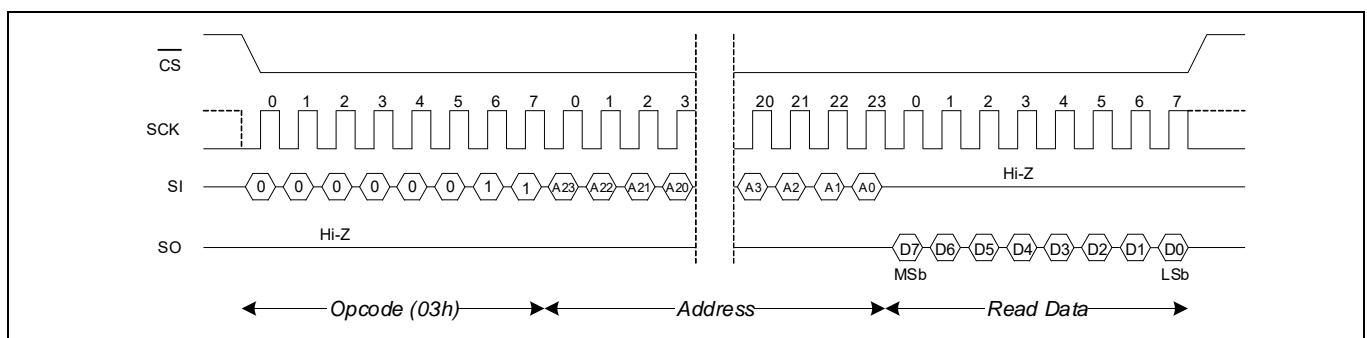 CS
0 1 2 3 4 5 6 7 0 1 2 3 20 21 22 23 0 1 2 3 4 5 6 7
SCK
SI 0 0 0 0 0 0 1 1 A23 A22 A21 A20 A3 A2 A1 A0 Hi-Z
SO Hi-Z D7 D6 D5 D4 D3 D2 D1 D0
MSb LSb
Opcode (03h) Address Read Data